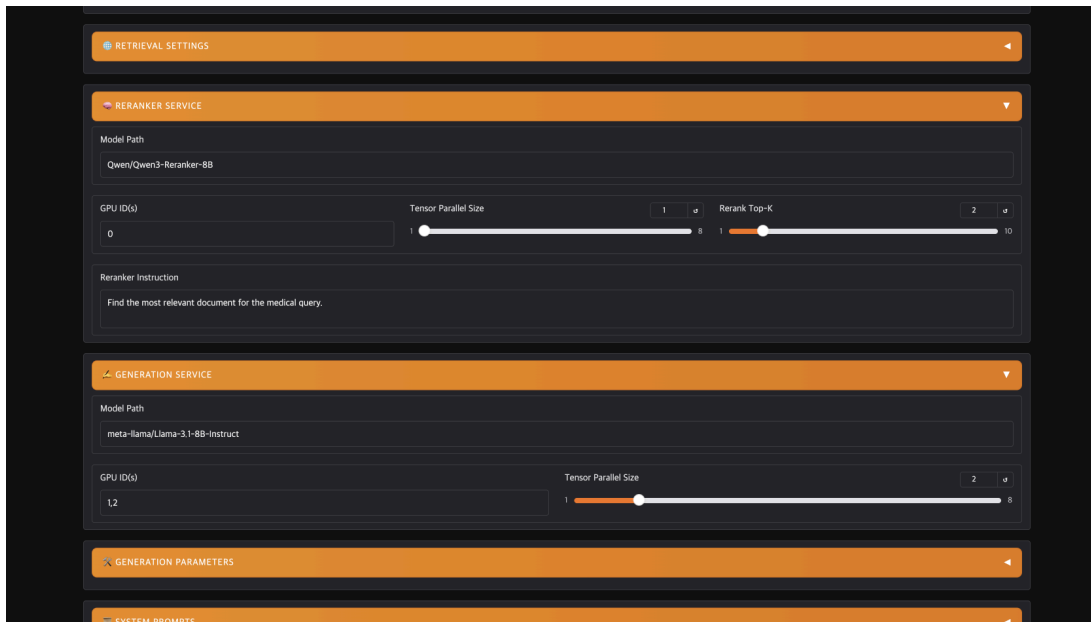 RETRIEVAL SETTINGS
RERANKER SERVICE
Model Path
Qwen/Qwen3-Reranker-8B
GPU ID(s)
0
Tensor Parallel Size
1
1
8
Rerank Top-K
2
1
10
Reranker Instruction
Find the most relevant document for the medical query.
GENERATION SERVICE
Model Path
meta-llama/Llama-3.1-8B-Instruct
GPU ID(s)
1,2
Tensor Parallel Size
2
1
8
GENERATION PARAMETERS
SYSTEM PROMPTS